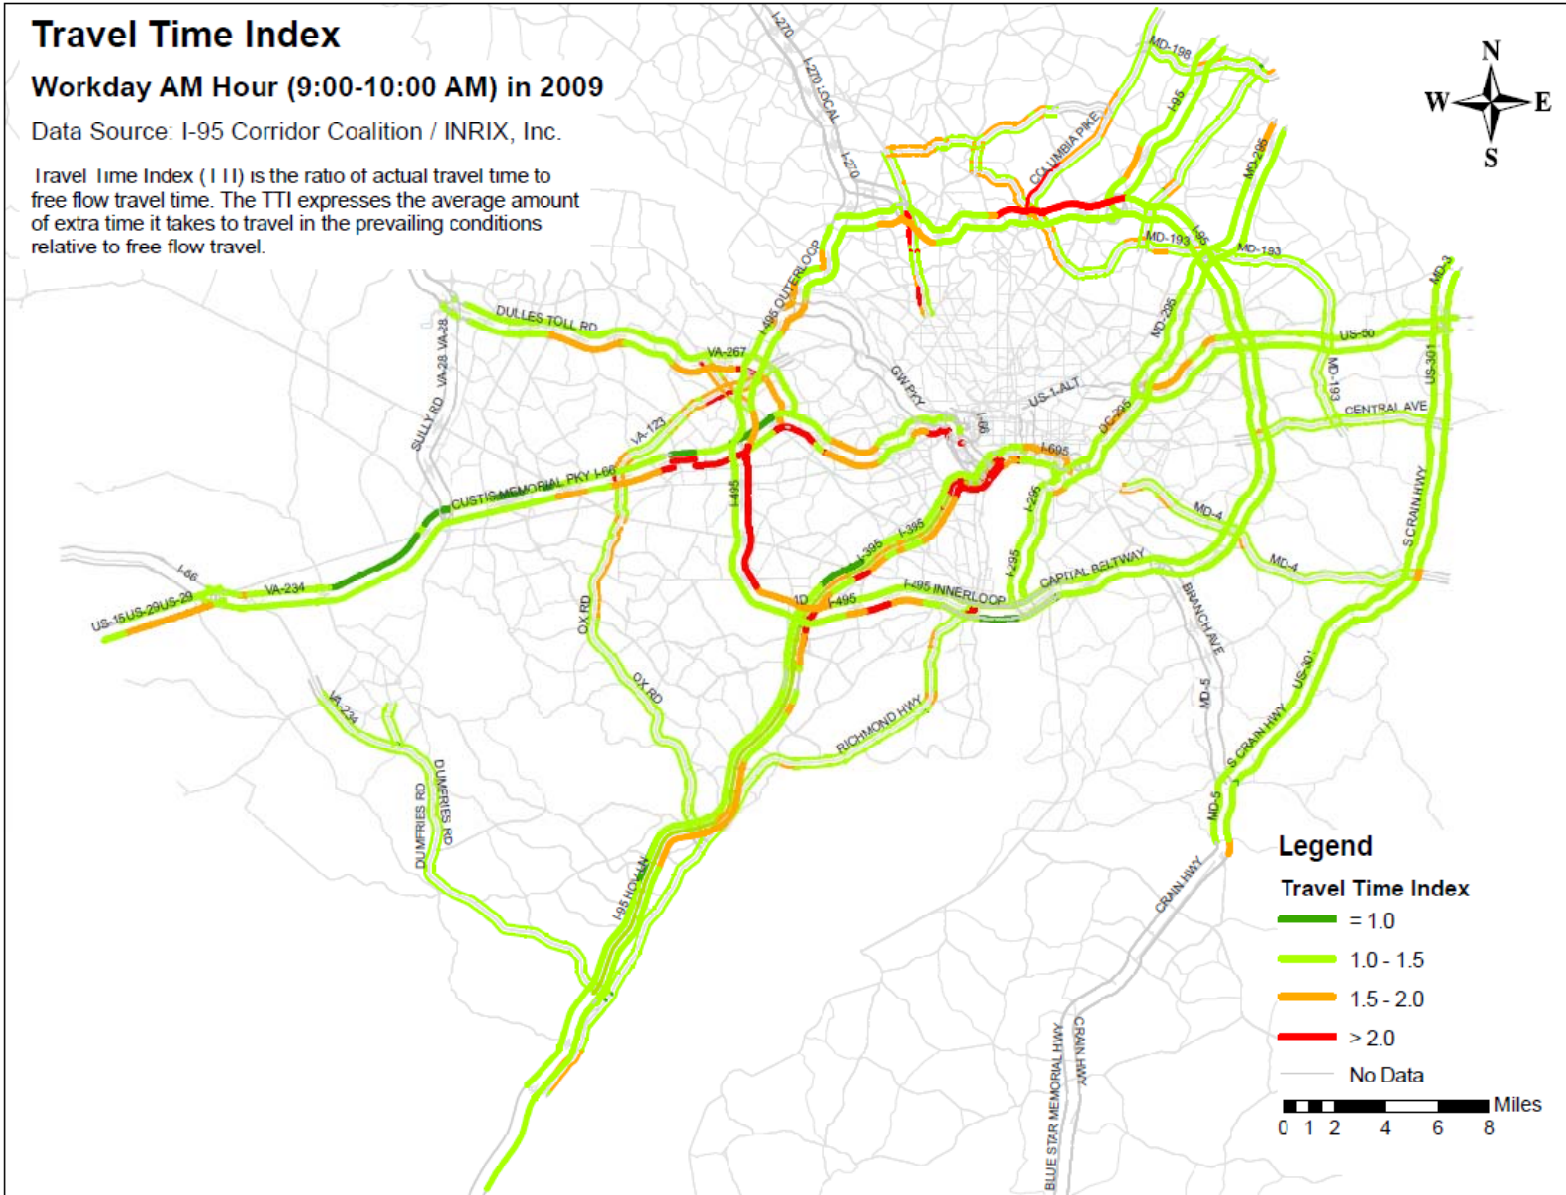 Travel Time Index
Workday AM Hour (9:00-10:00 AM) in 2009
Data Source: I-95 Corridor Coalition / INRIX, Inc.
Travel Time Index (TTI) is the ratio of actual travel time to
free flow travel time. The TTI expresses the average amount
of extra time it takes to travel in the prevailing conditions
relative to free flow travel.
N
W E
S
I-270
I-270 LOCAL
I-270
MD-198
I-95
COLUMBIA PIKE
MD-295
I-95
MD-193
MD-193
MD-3
I-495 OUTERLOOP
DULLES TOLL RD
VA-28 VA-28
VA-267
GW PKY
MD-295
US-50
US-301
MD-193
US-1-ALT
CENTRAL AVE
SULLY RD
VA-123
I-66
DC-295
I-695
CUSTIS MEMORIAL PKY I-66
I-495
I-295
MD-4
S CRAIN HWY
I-395
I-395
I-295
CAPITAL BELTWAY
MD-4
I-66
VA-234
US-15 US-29 US-29
I-495 INNERLOOP
I-495
OX RD
BRANCH AVE
US-301
OX RD
VA-234
MD-5
RICHMOND HWY
S CRAIN HWY
DUMFRIES RD
DUMFRIES RD
MD-5
I-95 HOV LN
CRAIN HWY
BLUE STAR MEMORIAL HWY
CRAIN HWY
Legend
Travel Time Index
= 1.0
1.0 - 1.5
1.5 - 2.0
> 2.0
No Data
Miles
0 1 2 4 6 8